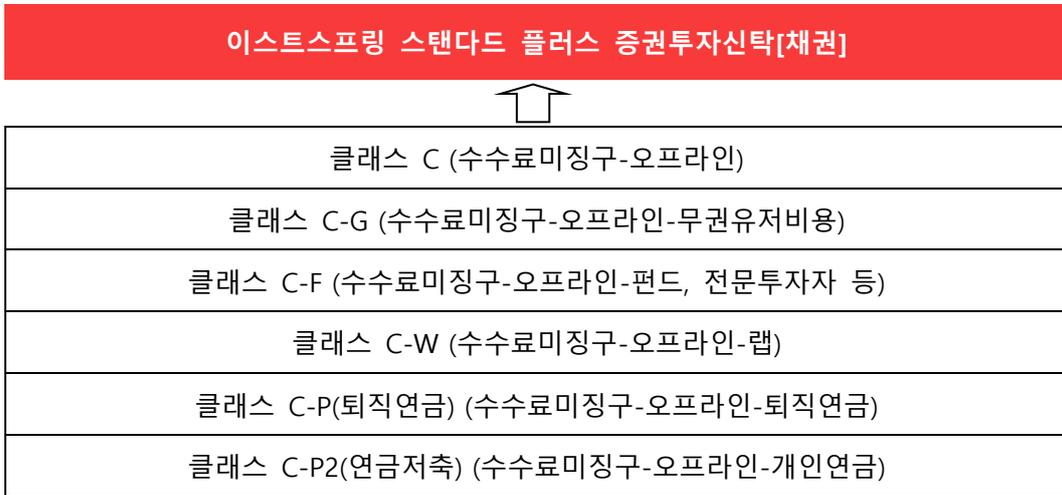 이스트스프링 스탠다드 플러스 증권투자신탁[채권]
클래스 C (수수료미징구-오프라인)
클래스 C-G (수수료미징구-오프라인-무권유저비용)
클래스 C-F (수수료미징구-오프라인-펀드, 전문투자자 등)
클래스 C-W (수수료미징구-오프라인-랩)
클래스 C-P(퇴직연금) (수수료미징구-오프라인-퇴직연금)
클래스 C-P2(연금저축) (수수료미징구-오프라인-개인연금)